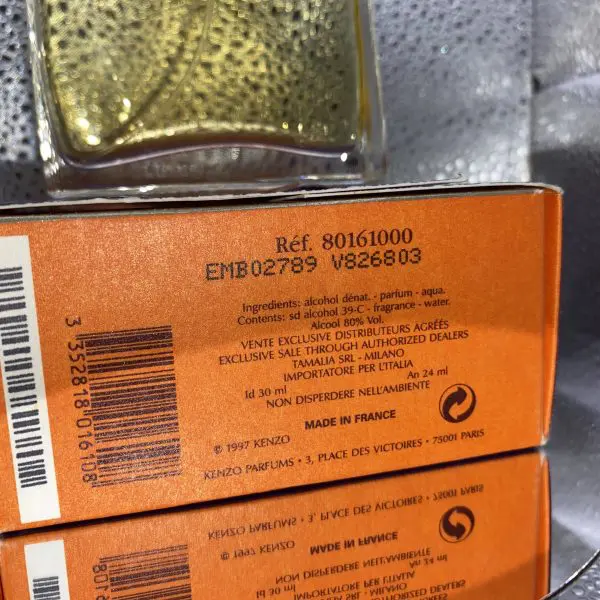 Réf. 80161000
EMB02789 V826803
Ingredients: alcohol dénat. - parfum - aqua.
Contents: sd alcohol 39-C - fragrance - water.
Alcool 80% Vol.
VENTE EXCLUSIVE DISTRIBUTEURS AGRÉÉS
EXCLUSIVE SALE THROUGH AUTHORIZED DEALERS
TAMALIA SRL - MILANO
IMPORTATORE PER L'ITALIA
Id 30 ml An 24 ml
NON DISPERDERE NELL'AMBIENTE
MADE IN FRANCE
© 1997 KENZO
KENZO PARFUMS • 3, PLACE DES VICTOIRES • 75001 PARIS
3 352818 016108